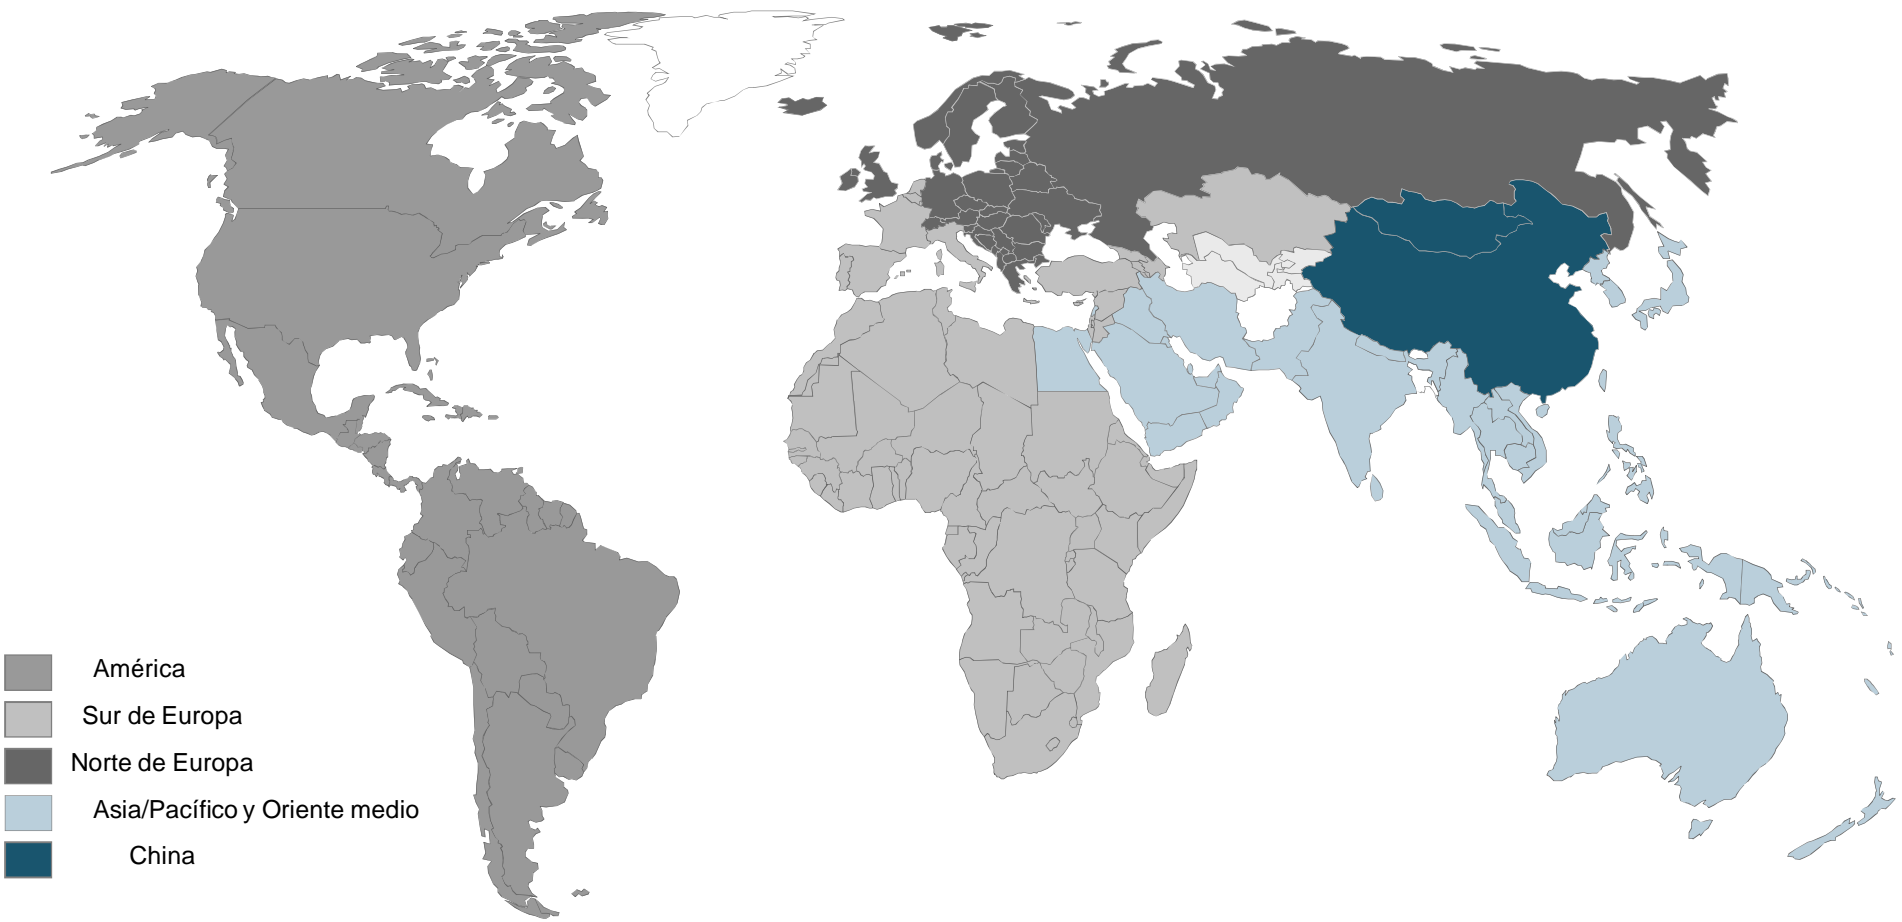 América
Sur de Europa
Norte de Europa
Asia/Pacífico y Oriente medio
China